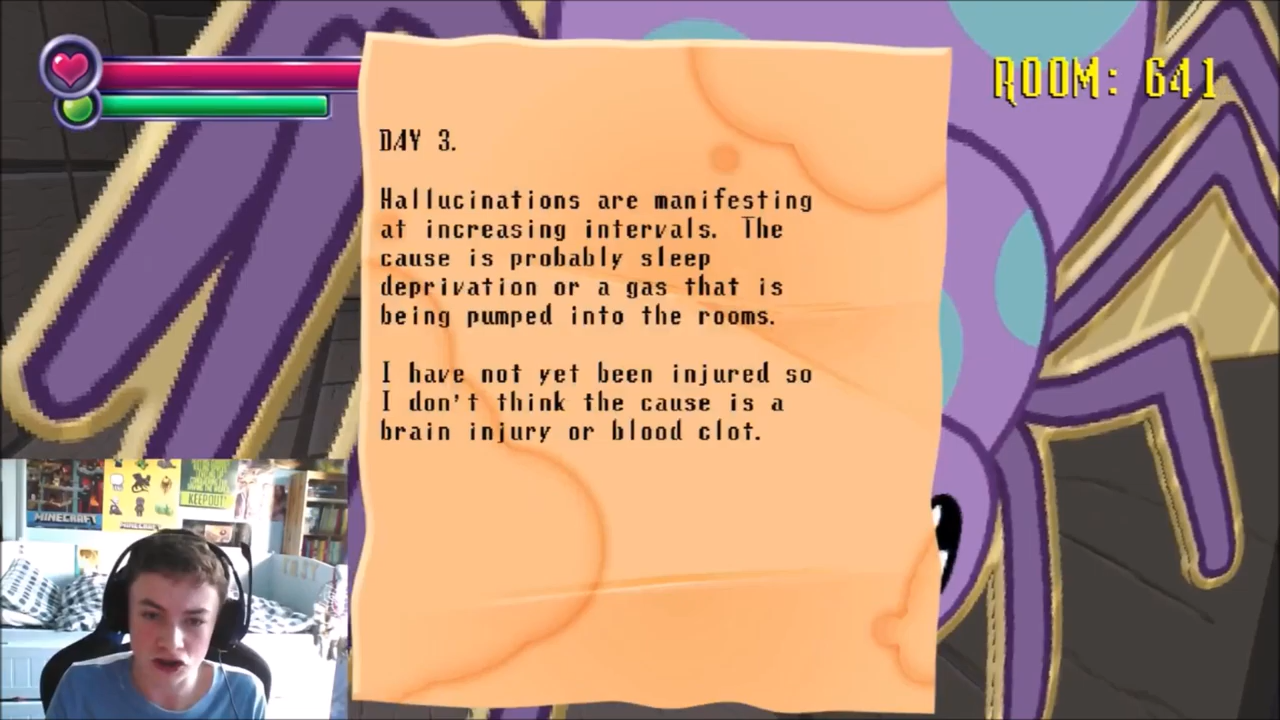 ROOM: 641
DAY 3.
Hallucinations are manifesting
at increasing intervals. The
cause is probably sleep
deprivation or a gas that is
being pumped into the rooms.
I have not yet been injured so
I don't think the cause is a
brain injury or blood clot.
MINECRAFT
MINECRAFT
KEEP OUT!